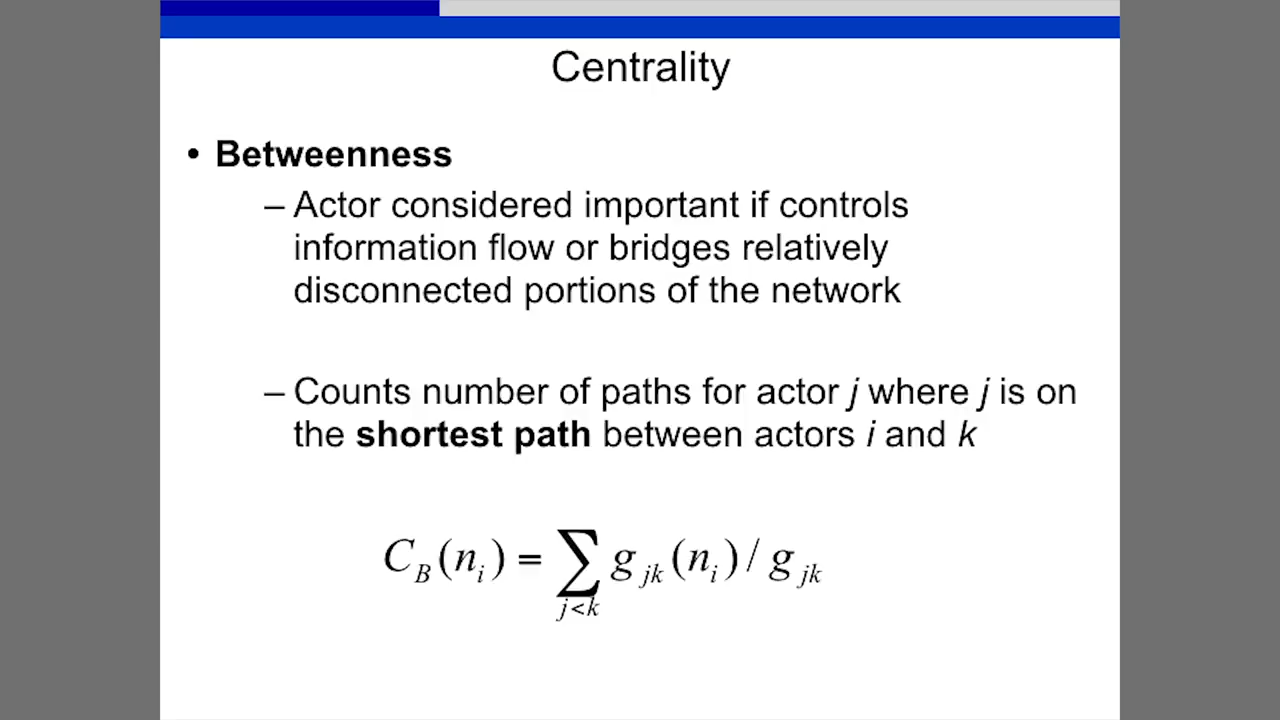 Centrality
• Betweenness
– Actor considered important if controls
information flow or bridges relatively
disconnected portions of the network
– Counts number of paths for actor j where j is on
the shortest path between actors i and k
C_B(n_i) = ∑_{j<k} g_{jk}(n_i) / g_{jk}